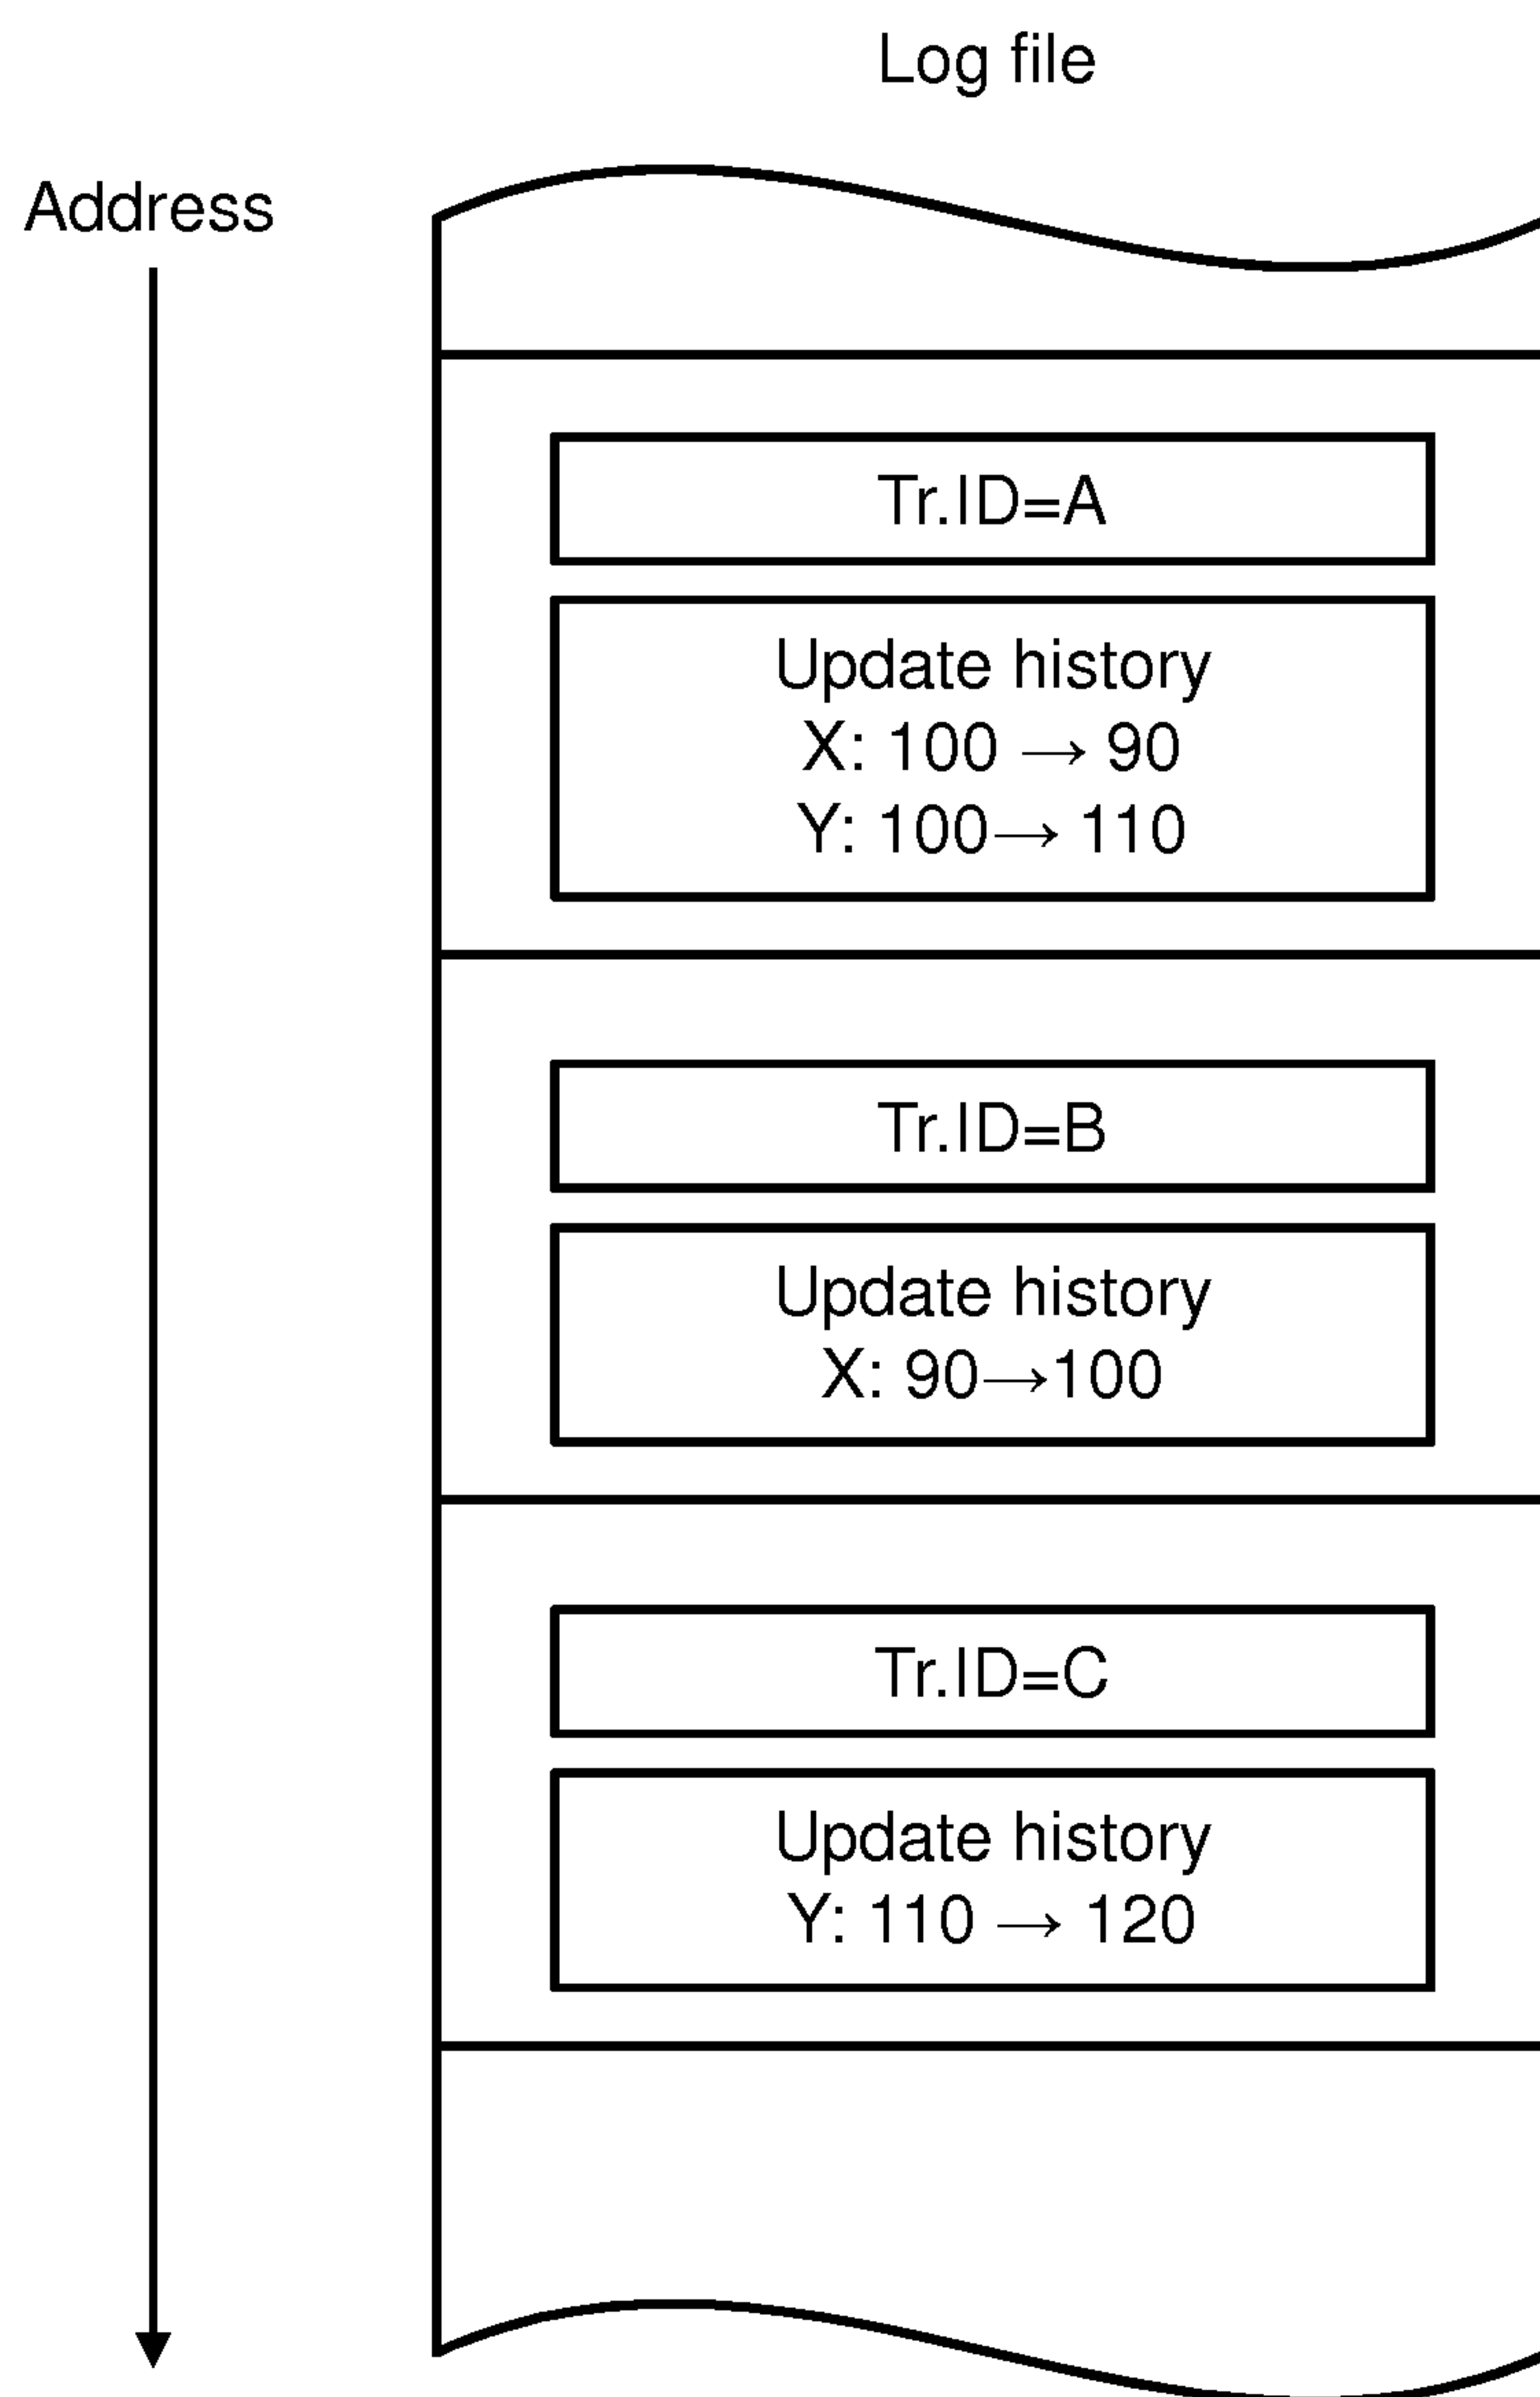 Log file
Address
Tr.ID=A
Update history
X: 100 → 90
Y: 100→ 110
Tr.ID=B
Update history
X: 90→100
Tr.ID=C
Update history
Y: 110 → 120